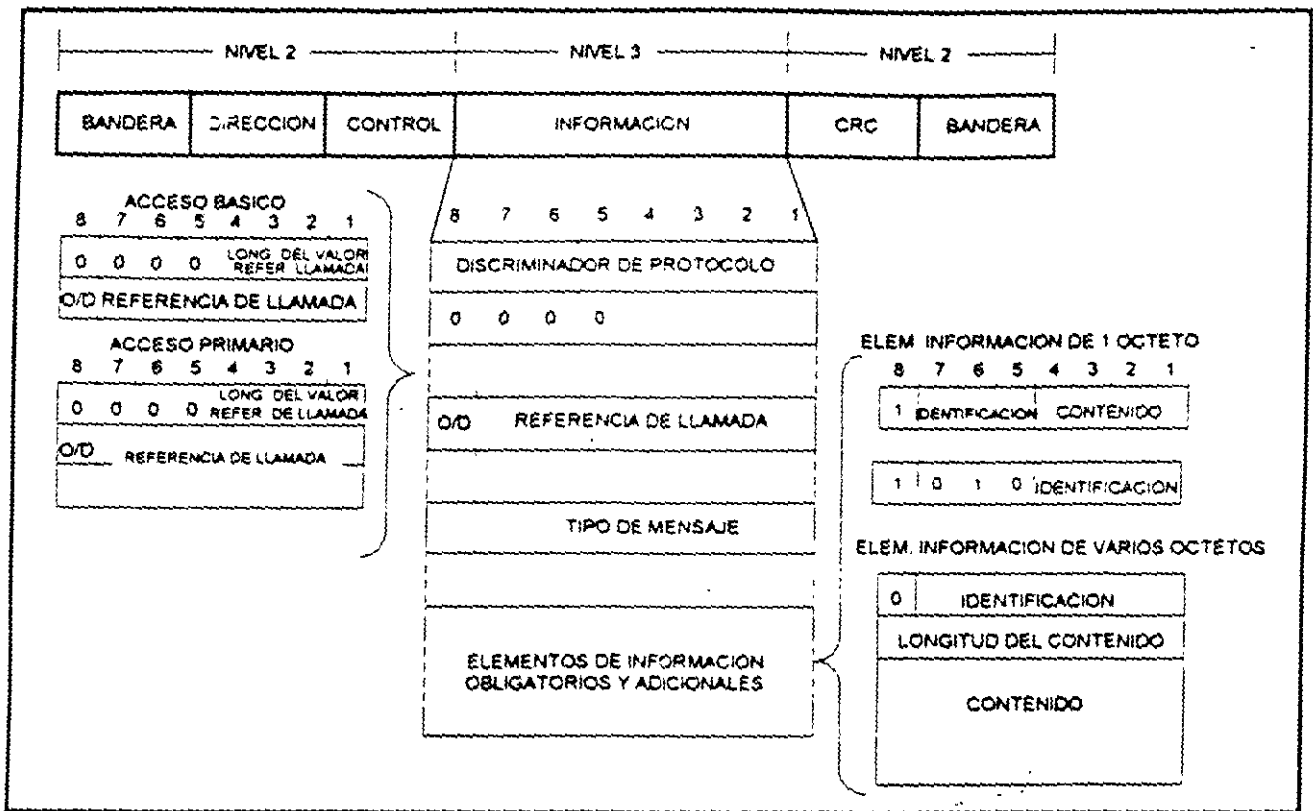 NIVEL 2 NIVEL 3 NIVEL 2
BANDERA DIRECCION CONTROL INFORMACION CRC BANDERA
ACCESO BASICO
8 7 6 5 4 3 2 1
0 0 0 0 LONG. DEL VALOR
REFER LLAMADA
O/D REFERENCIA DE LLAMADA
ACCESO PRIMARIO
8 7 6 5 4 3 2 1
0 0 0 0 LONG DEL VALOR
REFER DE LLAMADA
O/D REFERENCIA DE LLAMADA
8 7 6 5 4 3 2 1
DISCRIMINADOR DE PROTOCOLO
0 0 0 0
O/D REFERENCIA DE LLAMADA
TIPO DE MENSAJE
ELEMENTOS DE INFORMACION
OBLIGATORIOS Y ADICIONALES
ELEM INFORMACION DE 1 OCTETO
8 7 6 5 4 3 2 1
1 IDENTIFICACION CONTENIDO
1 0 1 0 IDENTIFICACION
ELEM. INFORMACION DE VARIOS OCTETOS
0 IDENTIFICACION
LONGITUD DEL CONTENIDO
CONTENIDO